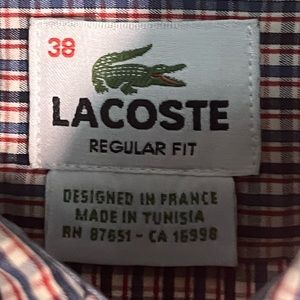 38
LACOSTE
REGULAR FIT
DESIGNED IN FRANCE
MADE IN TUNISIA
RN 87651 - CA 16998